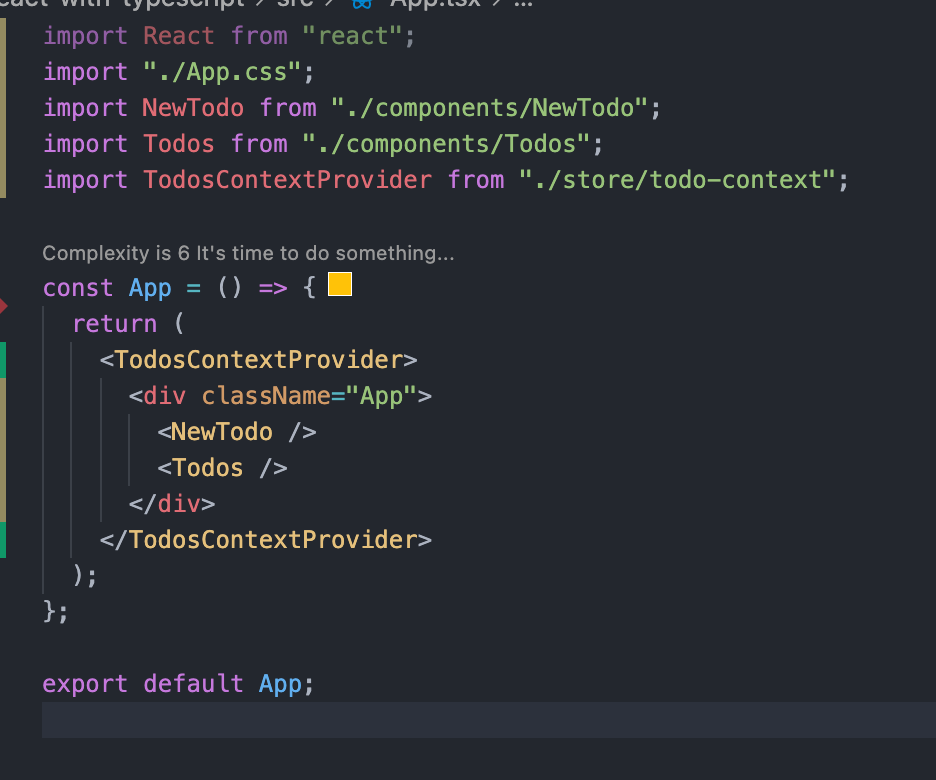 react-with-typescript > src > App.tsx > ...
import React from "react";
import "./App.css";
import NewTodo from "./components/NewTodo";
import Todos from "./components/Todos";
import TodosContextProvider from "./store/todo-context";
Complexity is 6 It's time to do something...
const App = () => {
return (
<TodosContextProvider>
<div className="App">
<NewTodo />
<Todos />
</div>
</TodosContextProvider>
);
};
export default App;